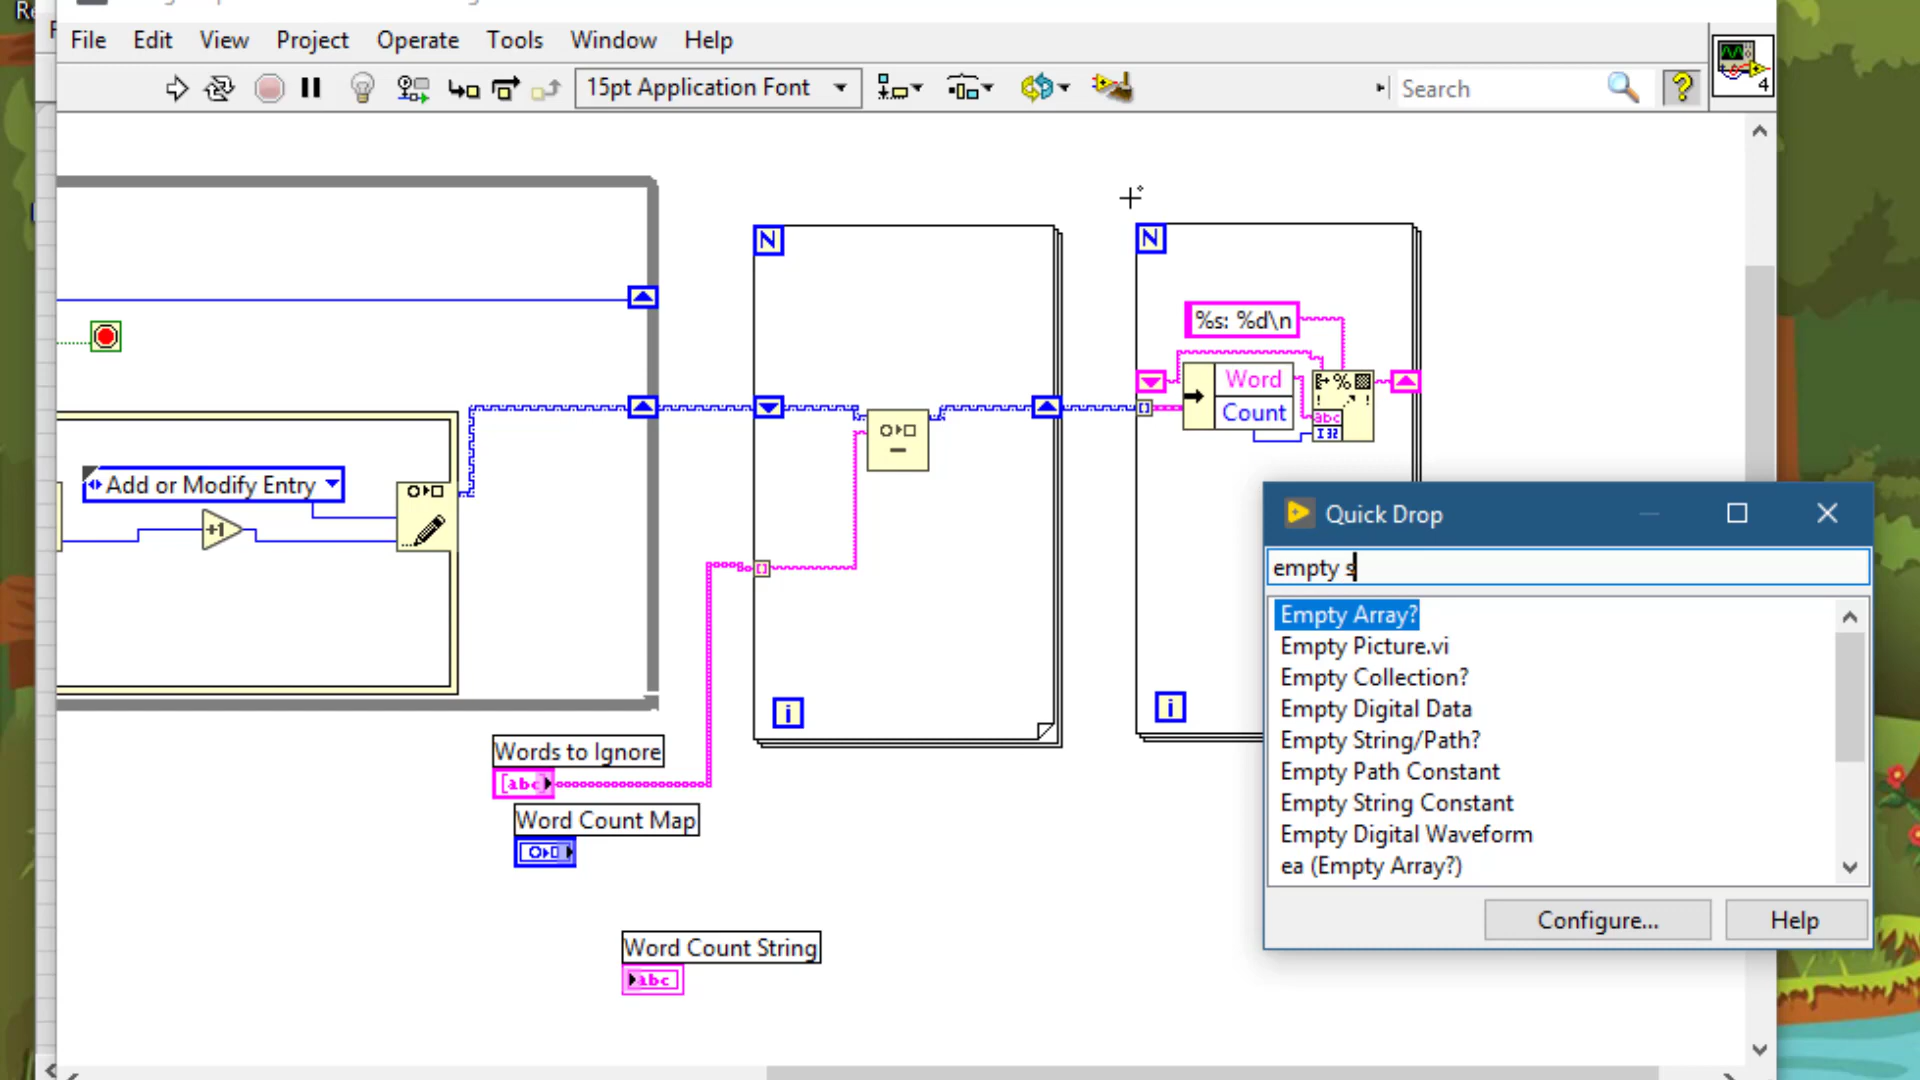 File Edit View Project Operate Tools Window Help
15pt Application Font
Search
?
4
N
N
%s: %d\n
Word
Count
%
abc
I32
Add or Modify Entry
+1
i
i
Words to Ignore
[abc]
Word Count Map
Word Count String
abc
Quick Drop
empty s
Empty Array?
Empty Picture.vi
Empty Collection?
Empty Digital Data
Empty String/Path?
Empty Path Constant
Empty String Constant
Empty Digital Waveform
ea (Empty Array?)
Configure...
Help